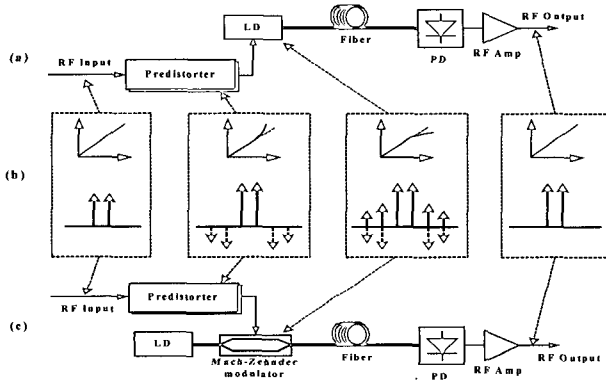 RF Output
LD
Fiber
PD
RF Amp
(a)
RF Input
Predistorter
(b)
RF Input
Predistorter
(c)
LD
Mach-Zehnder
modulator
Fiber
PD
RF Amp
RF Output